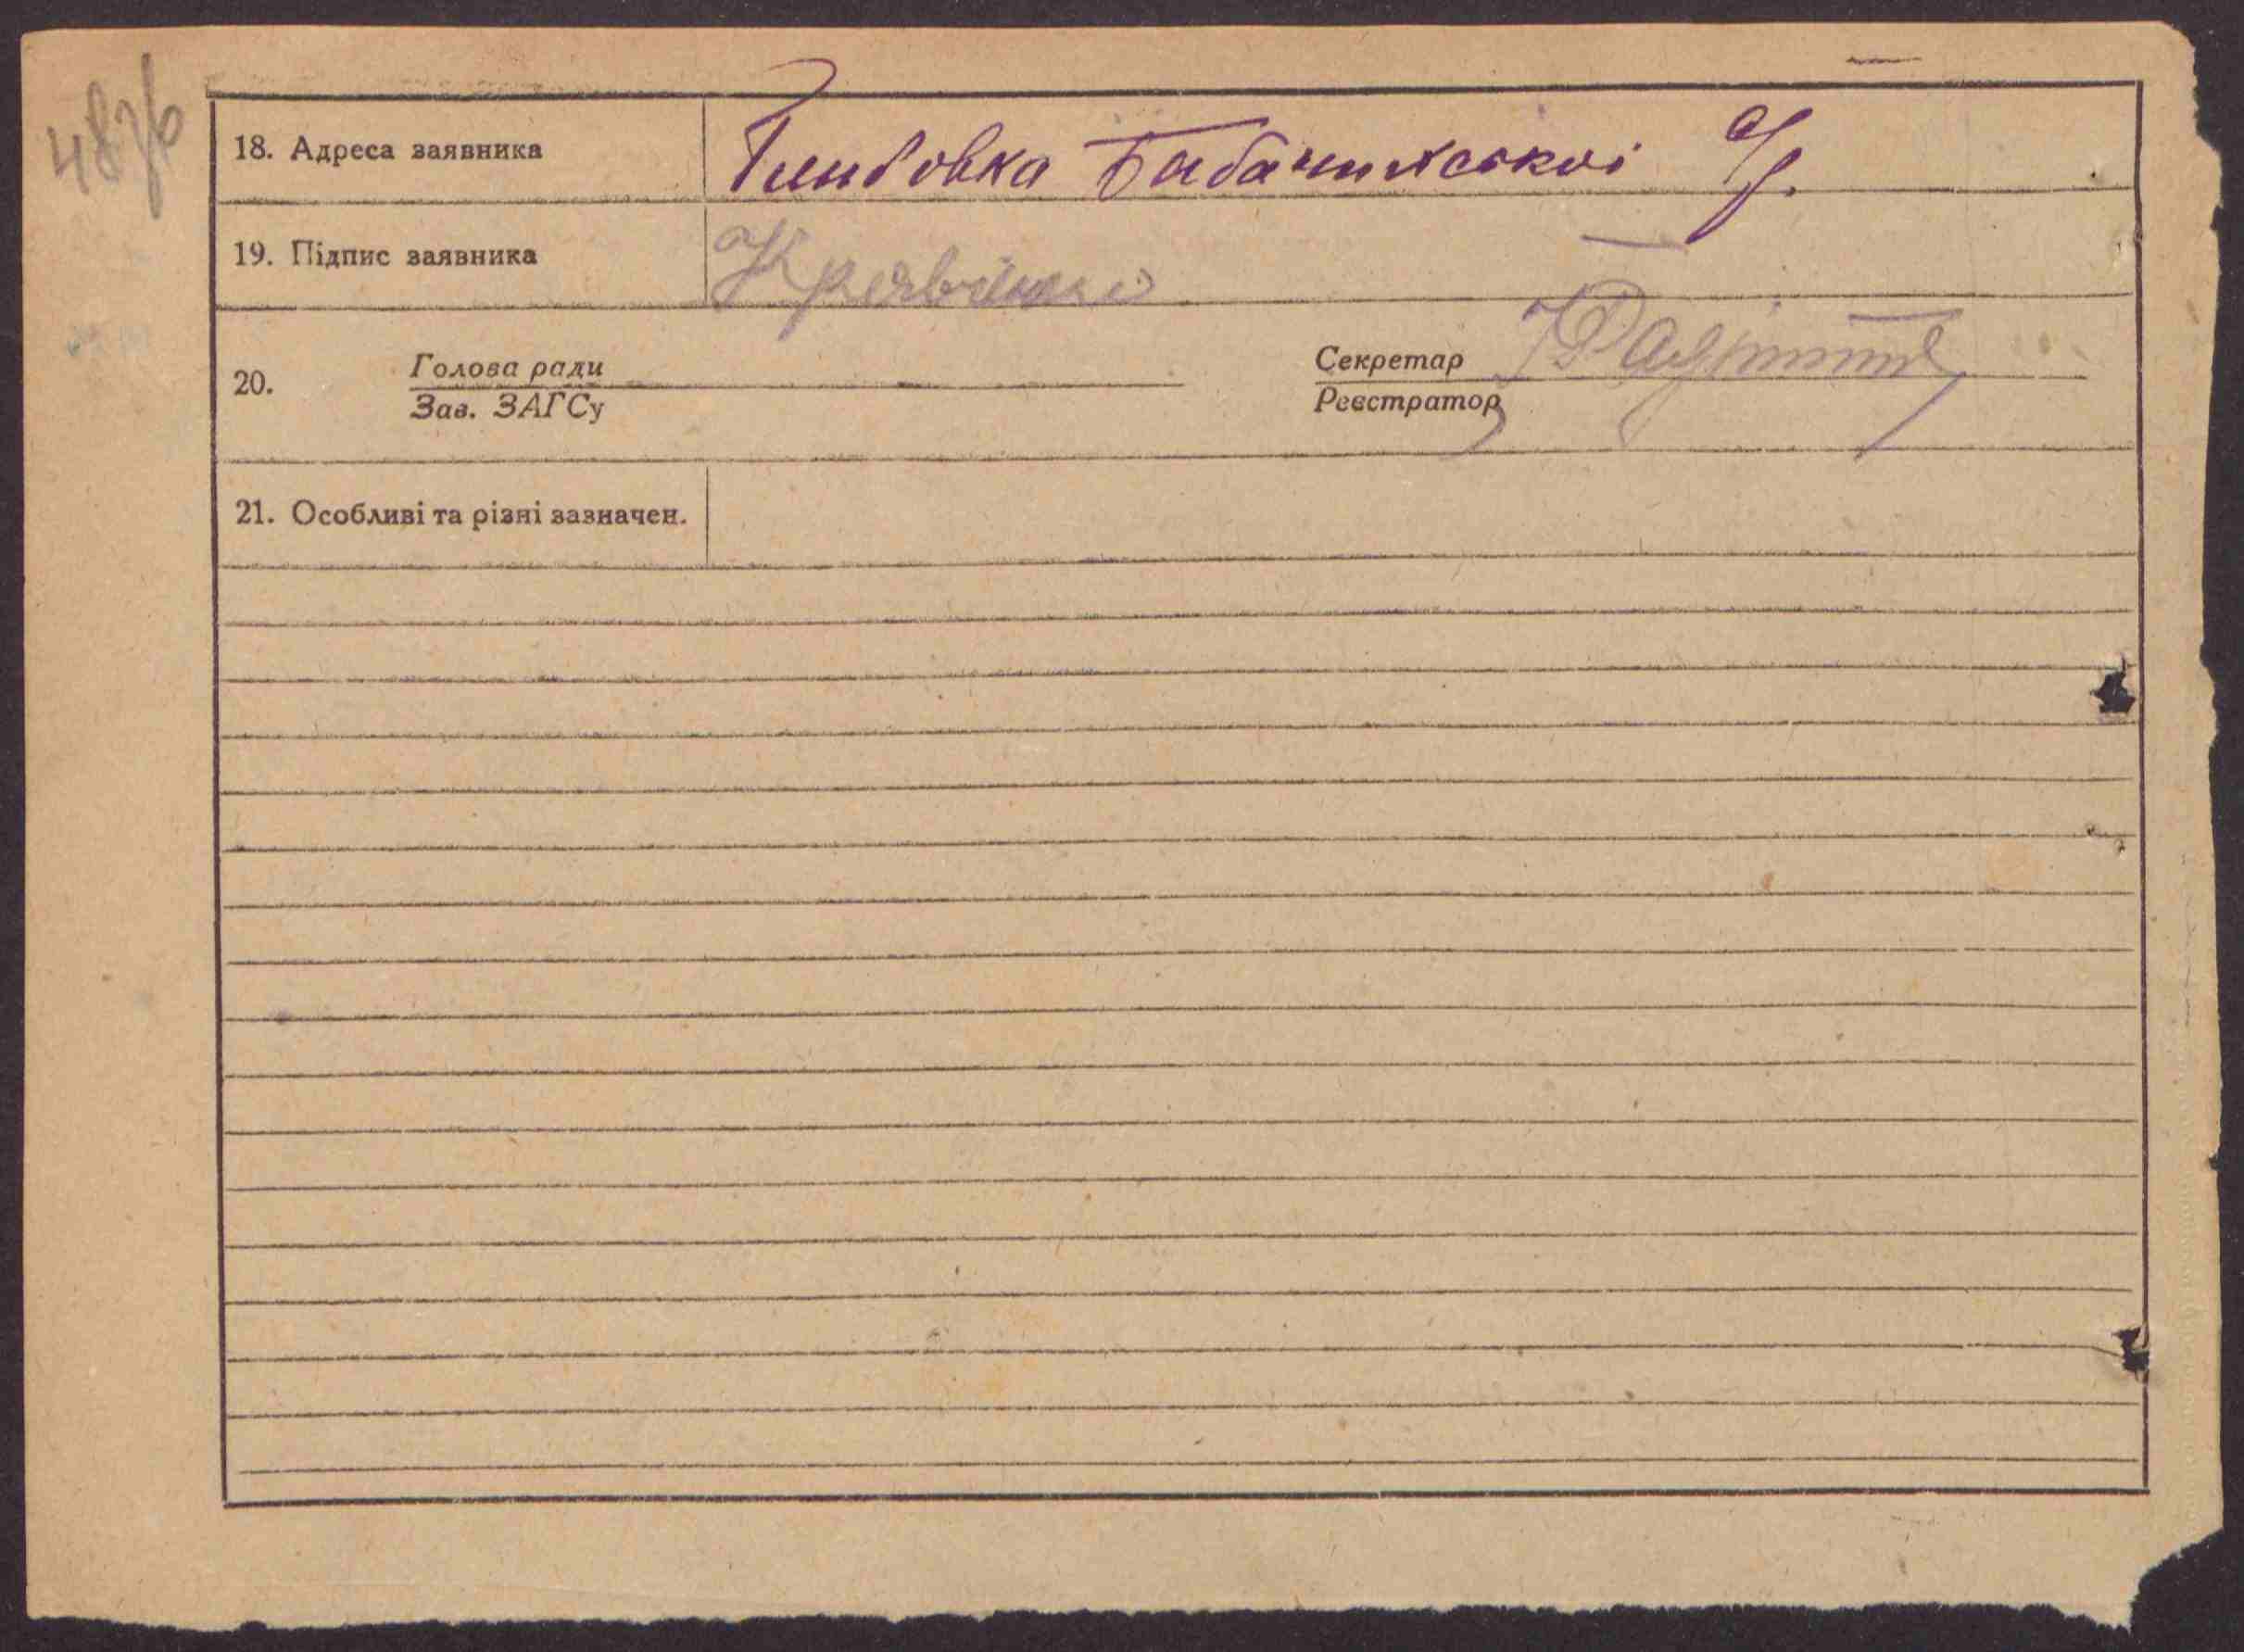 48зв
18. Адреса заявника Глибовка Бабачихської с/р.
19. Підпис заявника
20. Голова ради Секретар
Зав. ЗАГСу Реєстратор
21. Особливі та різні зазначен.